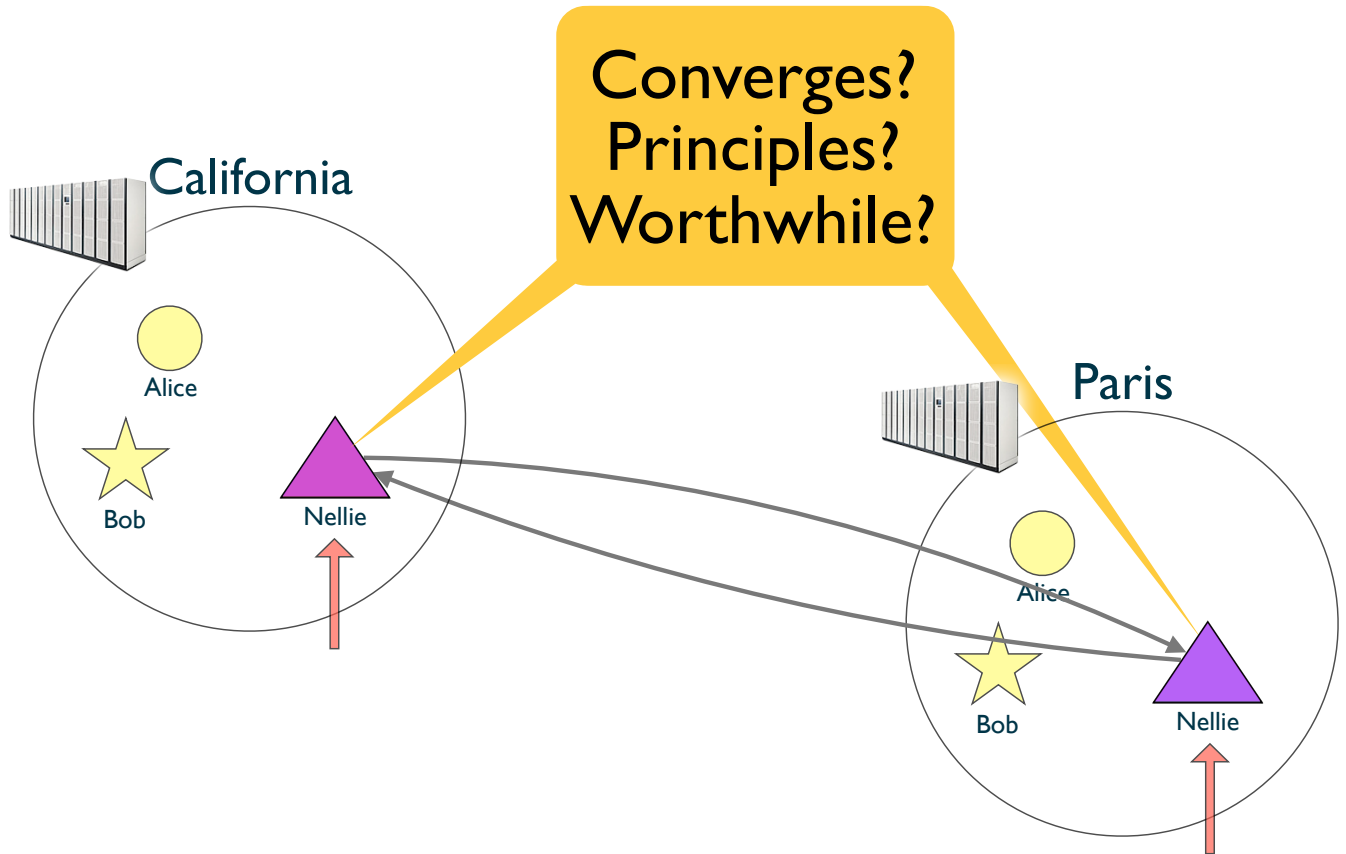 Converges?
Principles?
Worthwhile?
California
Alice
Bob
Nellie
Paris
Alice
Bob
Nellie